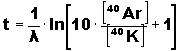 t = 1/λ · ln[10 · [⁴⁰Ar]/[⁴⁰K] + 1]